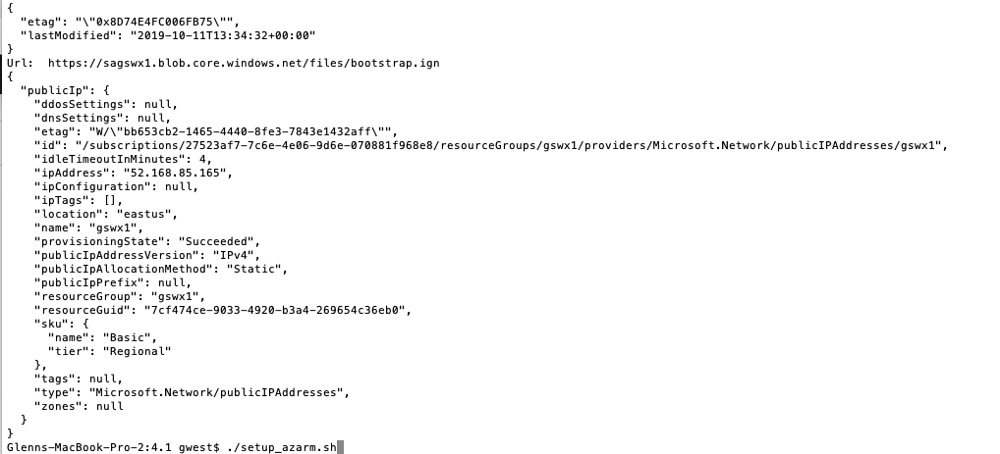 {
  "etag": "\"0x8D74E4FC006FB75\"",
  "lastModified": "2019-10-11T13:34:32+00:00"
}
Url:  https://sagswx1.blob.core.windows.net/files/bootstrap.ign
{
  "publicIp": {
    "ddosSettings": null,
    "dnsSettings": null,
    "etag": "W/\"bb653cb2-1465-4440-8fe3-7843e1432aff\"",
    "id": "/subscriptions/27523af7-7c6e-4e06-9d6e-070881f968e8/resourceGroups/gswx1/providers/Microsoft.Network/publicIPAddresses/gswx1",
    "idleTimeoutInMinutes": 4,
    "ipAddress": "52.168.85.165",
    "ipConfiguration": null,
    "ipTags": [],
    "location": "eastus",
    "name": "gswx1",
    "provisioningState": "Succeeded",
    "publicIpAddressVersion": "IPv4",
    "publicIpAllocationMethod": "Static",
    "publicIpPrefix": null,
    "resourceGroup": "gswx1",
    "resourceGuid": "7cf474ce-9033-4920-b3a4-269654c36eb0",
    "sku": {
      "name": "Basic",
      "tier": "Regional"
    },
    "tags": null,
    "type": "Microsoft.Network/publicIPAddresses",
    "zones": null
  }
}
Glenns-MacBook-Pro-2:4.1 gwest$ ./setup_azarm.sh